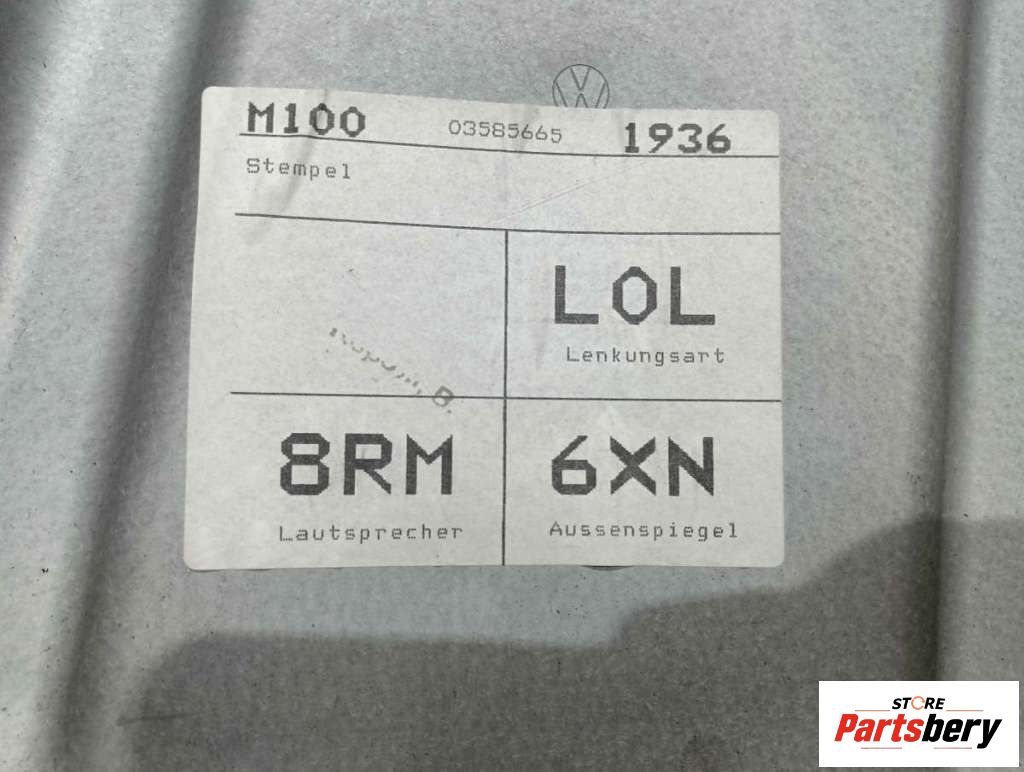 M100 03585665 1936
Stempel
L0L
Lenkungsart
B.
8RM 6XN
Lautsprecher Aussenspiegel
STORE
Partsbery